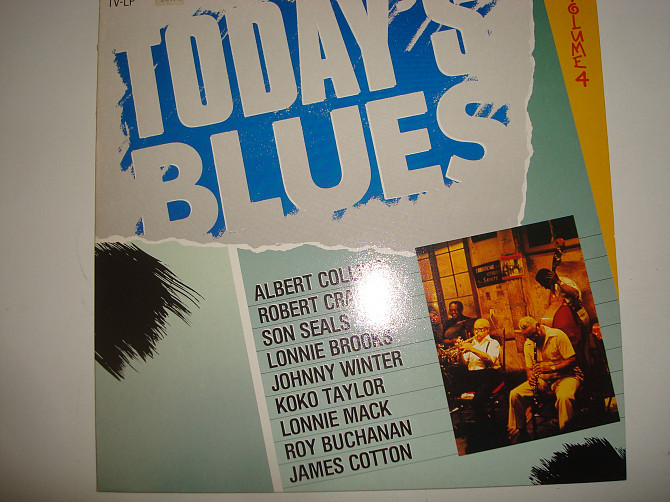 TV-LP
TODAY'S
BLUES
VOLUME 4
ALBERT
ROBERT
SON SEALS
LONNIE BROOKS
JOHNNY WINTER
KOKO TAYLOR
LONNIE MACK
ROY BUCHANAN
JAMES COTTON